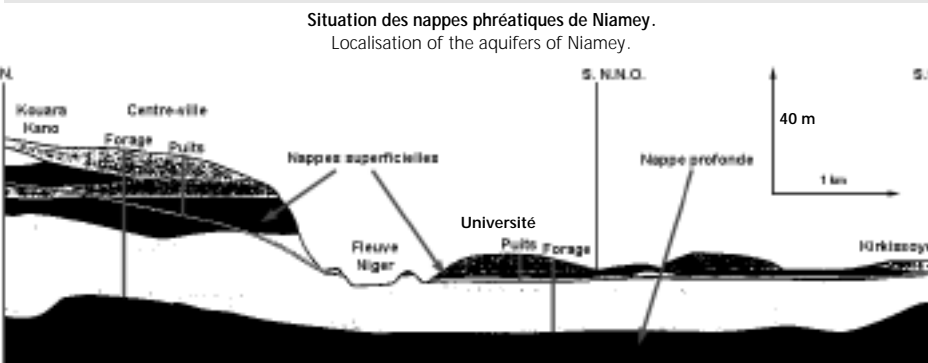 Situation des nappes phréatiques de Niamey.
Localisation of the aquifers of Niamey.
N.
S. N.N.O.
S.
Kouara
Kano
Centre-ville
Forage
Puits
40 m
Nappes superficielles
Nappe profonde
1 km
Université
Puits Forage
Fleuve
Niger